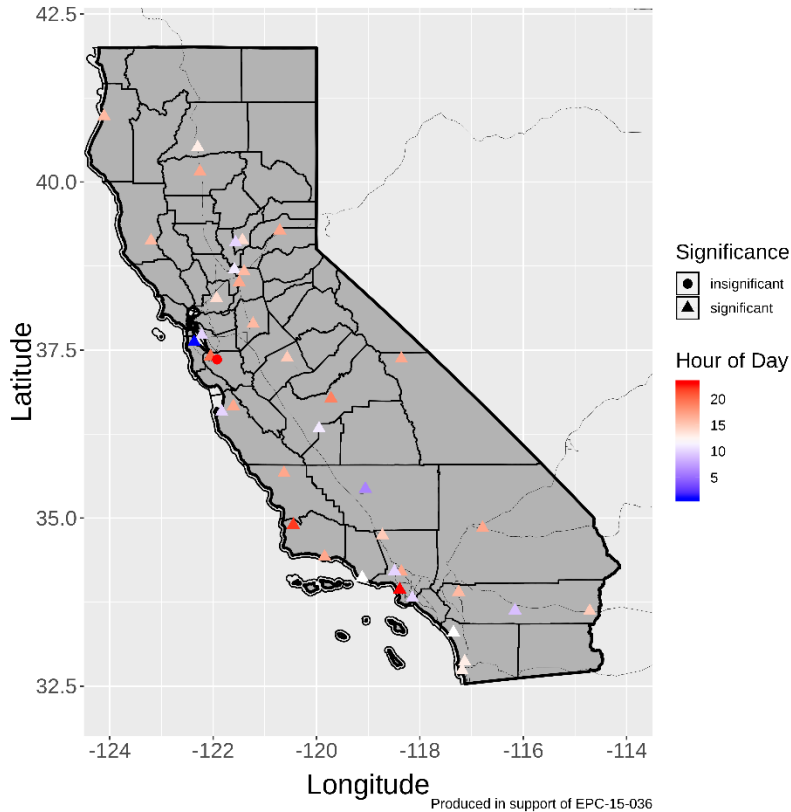 42.5
40.0
37.5
35.0
32.5
Latitude
-124 -122 -120 -118 -116 -114
Longitude
Produced in support of EPC-15-036
Significance
insignificant
significant
Hour of Day
20
15
10
5